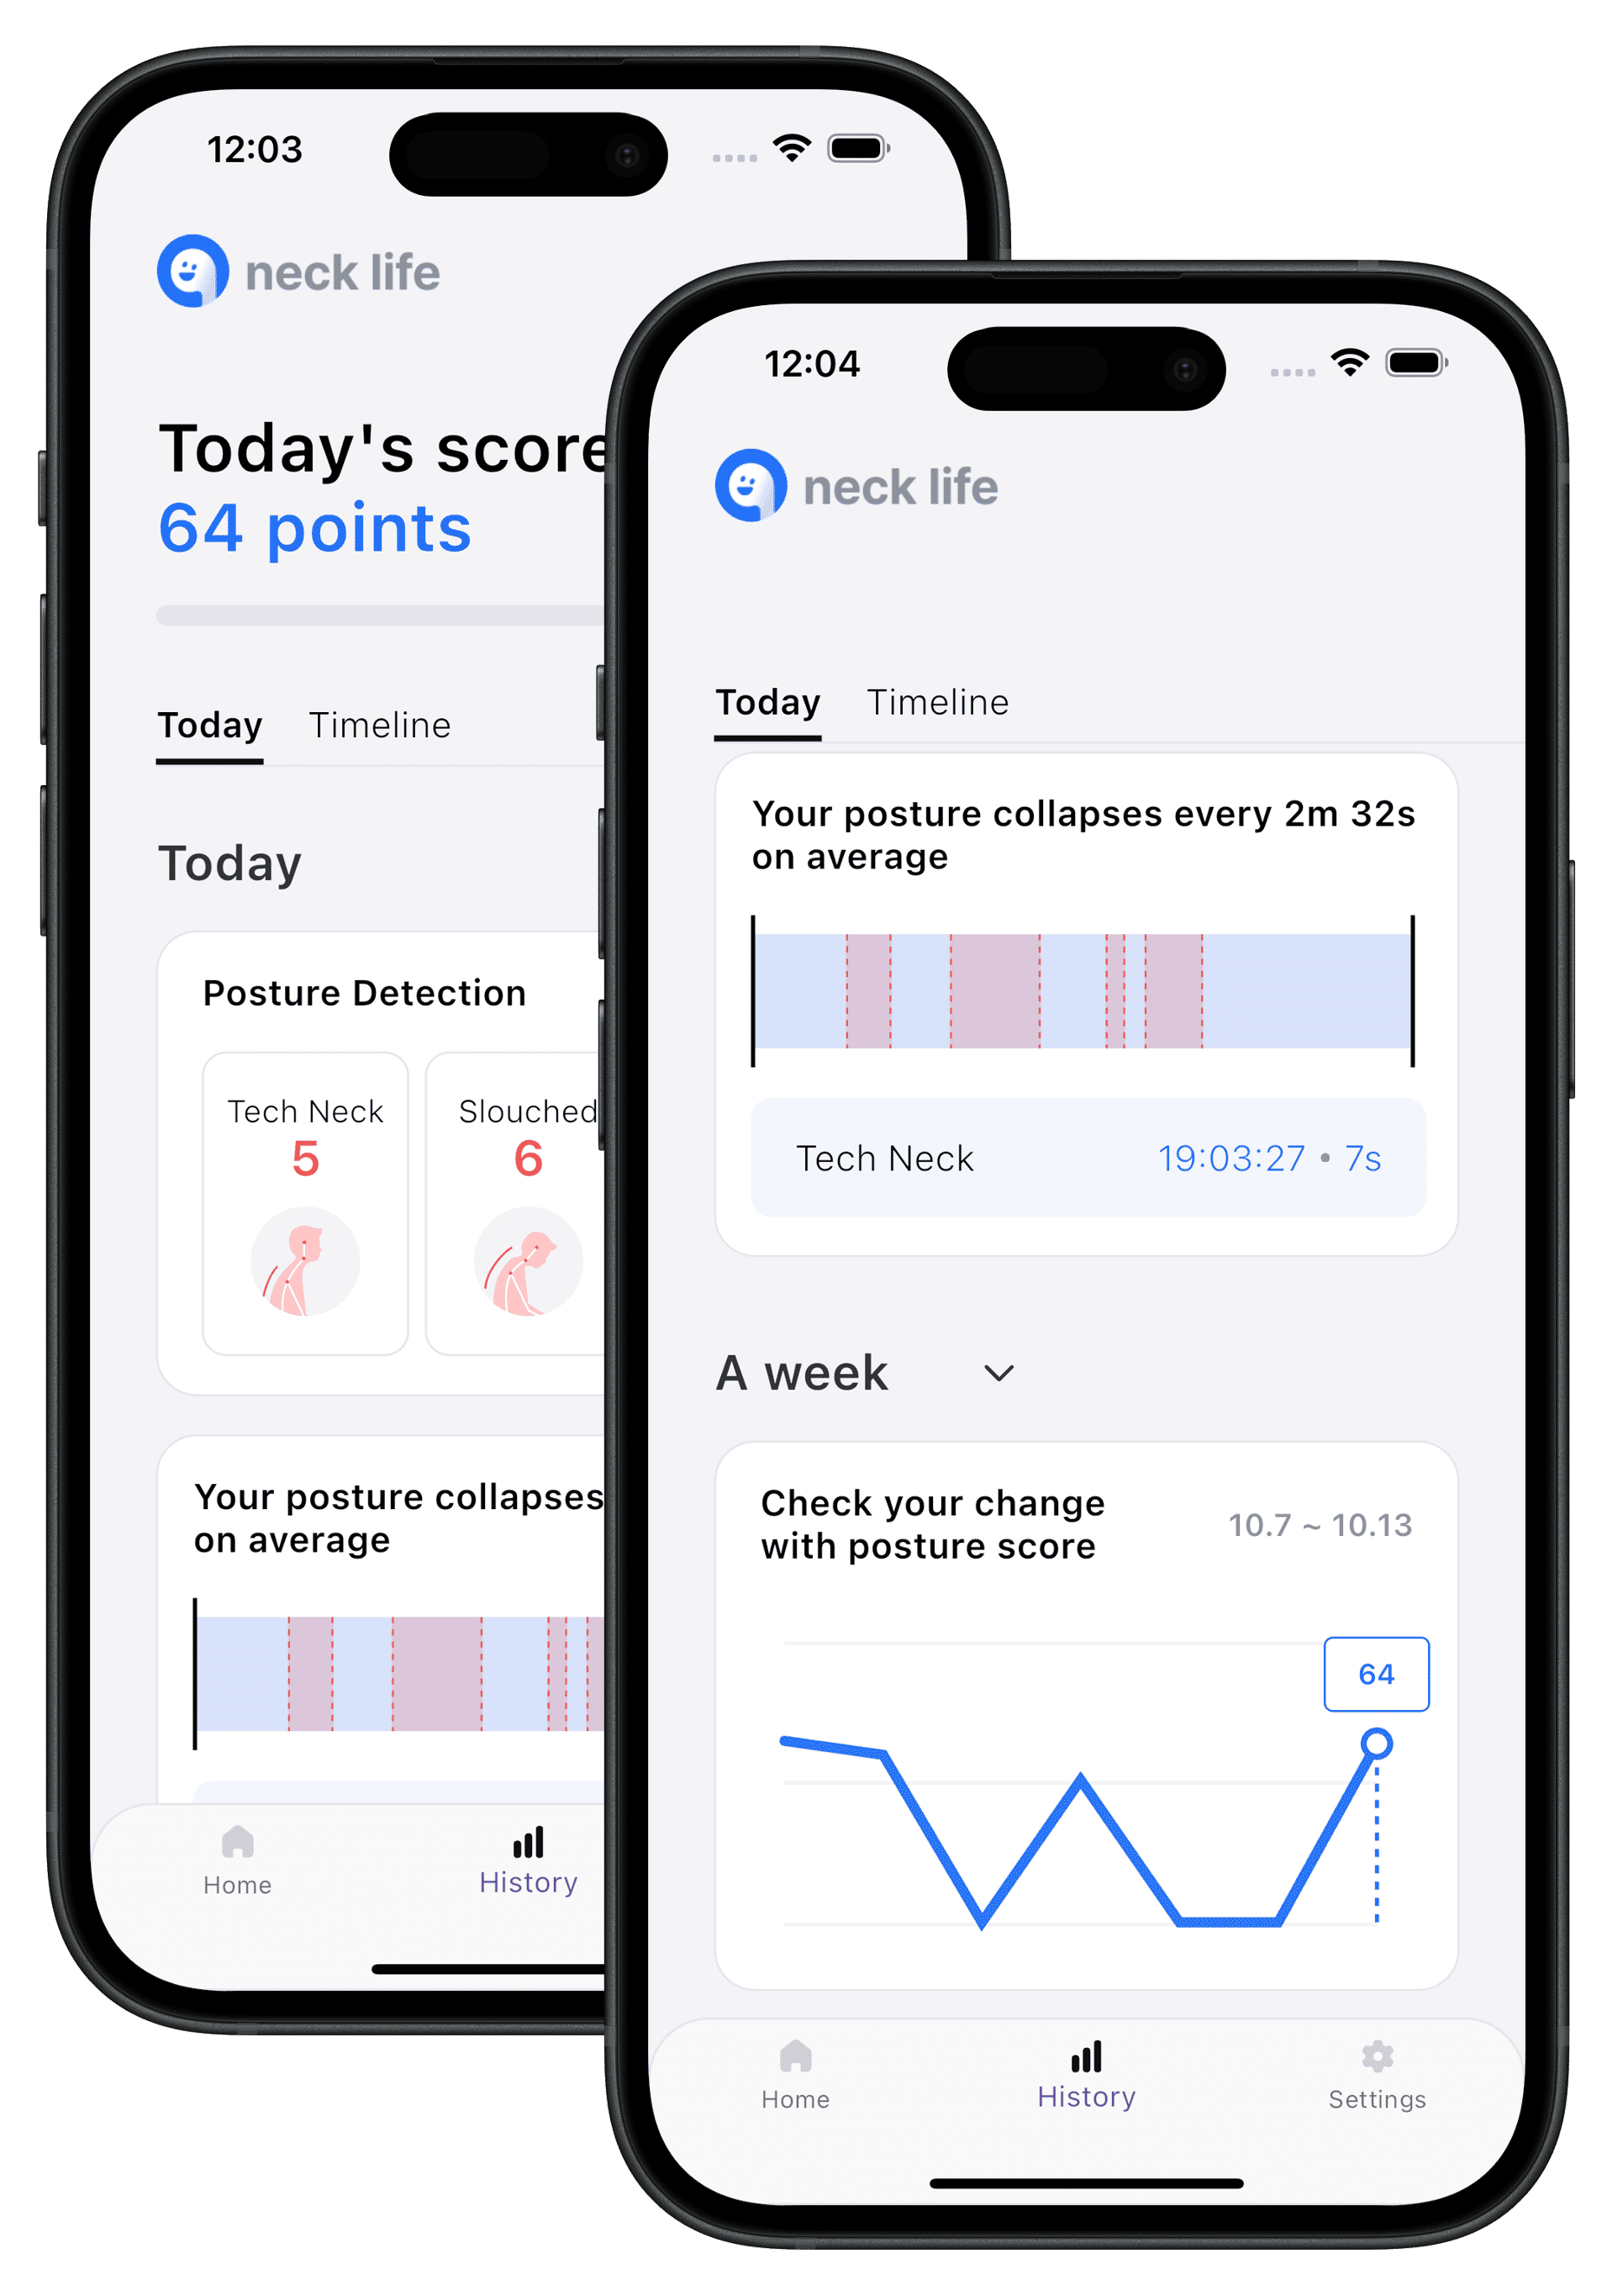 12:03
neck life
Today's score
64 points
Today Timeline
Today
Posture Detection
Tech Neck
5
Slouched
6
Your posture collapses
on average
Home
History
12:04
neck life
Today Timeline
Your posture collapses every 2m 32s
on average
Tech Neck 19:03:27 • 7s
A week
Check your change
with posture score
10.7 ~ 10.13
64
Home
History
Settings